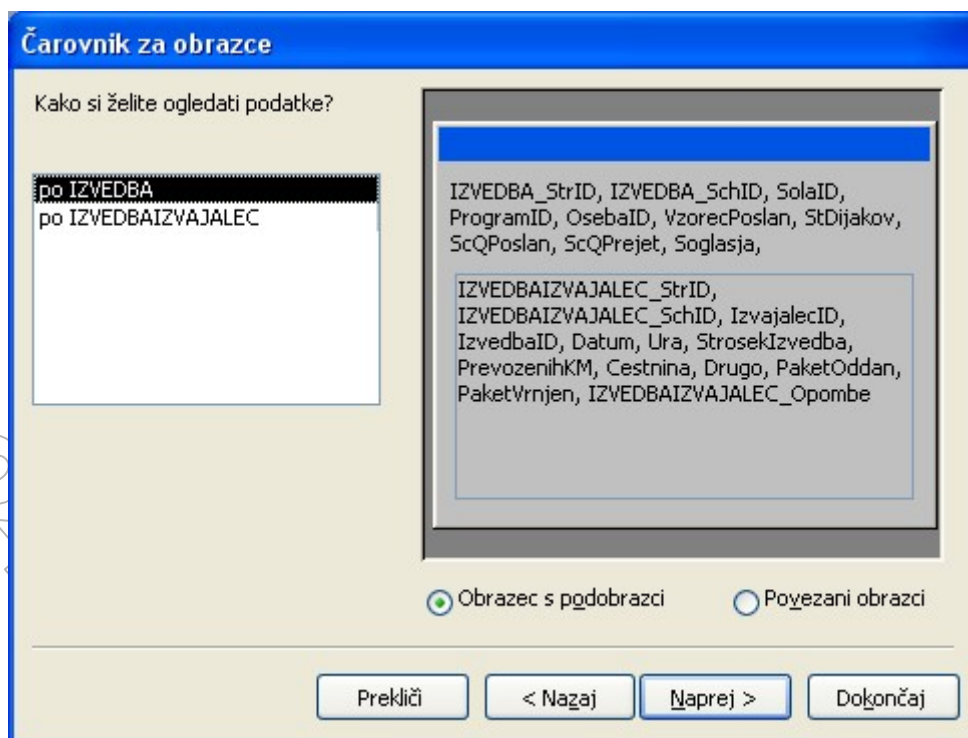 Čarovnik za obrazce
Kako si želite ogledati podatke?
po IZVEDBA
po IZVEDBAIZVAJALEC
IZVEDBA_StrID, IZVEDBA_SchID, SolaID,
ProgramID, OsebaID, VzorecPoslan, StDijakov,
ScQPoslan, ScQPrejet, Soglasja,
IZVEDBAIZVAJALEC_StrID,
IZVEDBAIZVAJALEC_SchID, IzvajalecID,
IzvedbaID, Datum, Ura, StrosekIzvedba,
PrevozenihKM, Cestnina, Drugo, PaketOddan,
PaketVrnjen, IZVEDBAIZVAJALEC_Opombe
Obrazec s podobrazci
Povezani obrazci
Prekliči
< Nazaj
Naprej >
Dokončaj